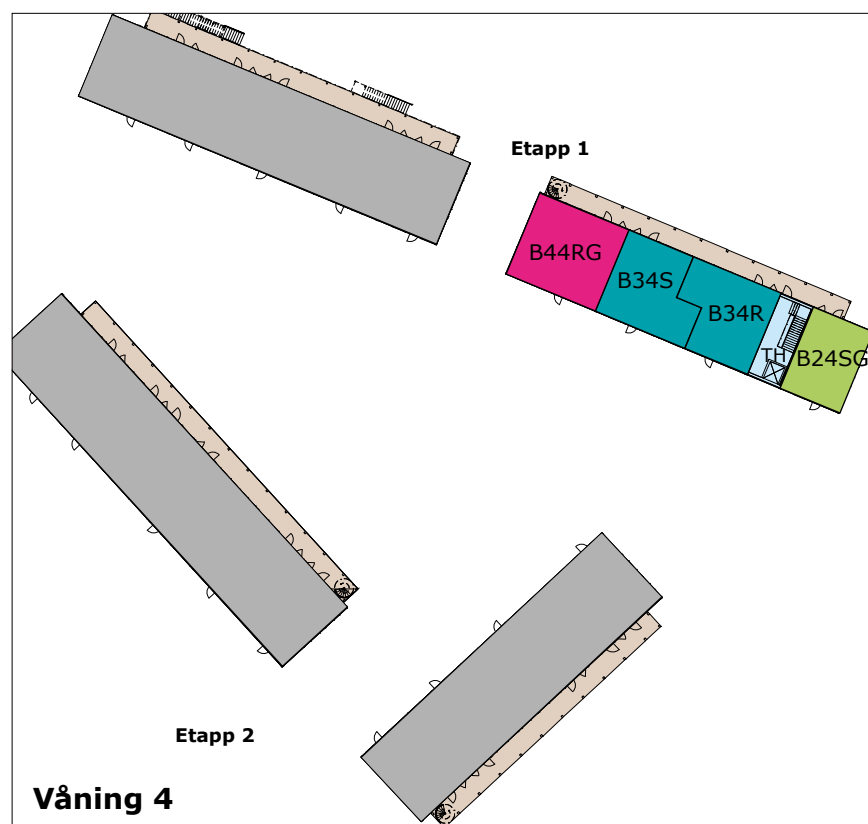 Etapp 1
B44RG
B34S
B34R
TH
B24SG
Etapp 2
Våning 4